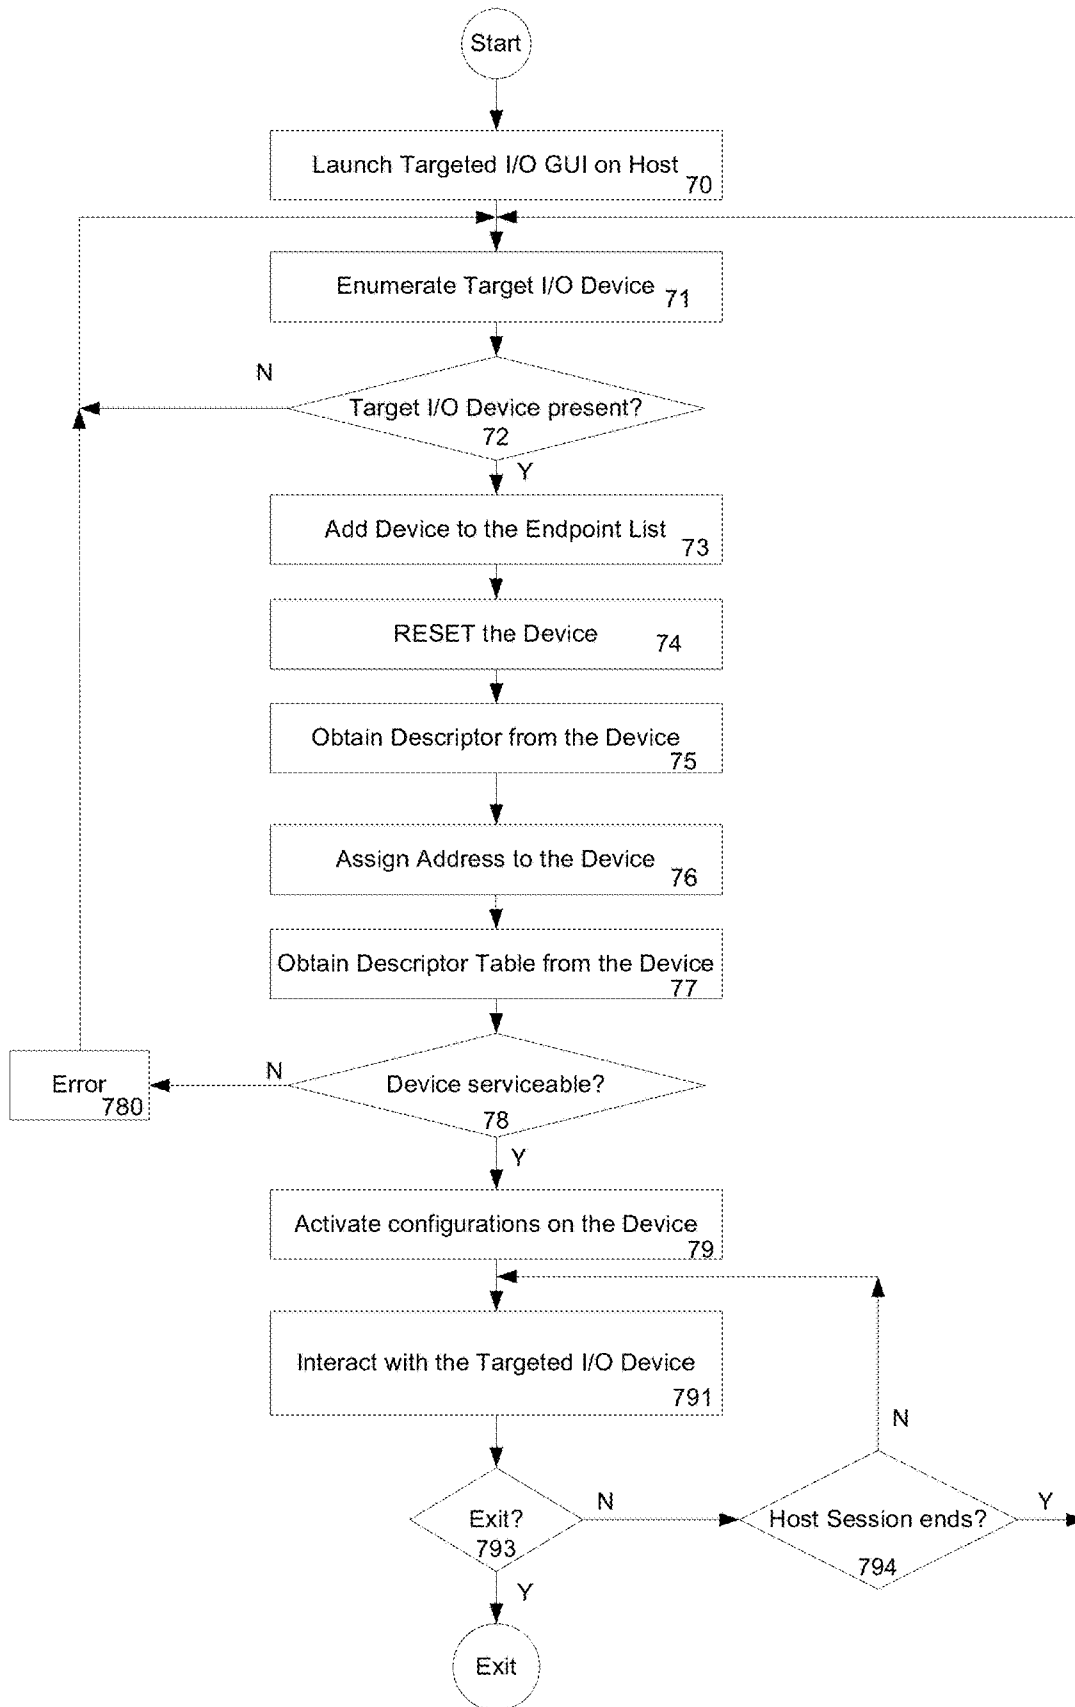 Start
Launch Targeted I/O GUI on Host
70
Enumerate Target I/O Device
71
N
Target I/O Device present?
72
Y
Add Device to the Endpoint List
73
RESET the Device
74
Obtain Descriptor from the Device
75
Assign Address to the Device
76
Obtain Descriptor Table from the Device
77
Error
780
N
Device serviceable?
78
Y
Activate configurations on the Device
79
Interact with the Targeted I/O Device
791
N
Exit?
793
N
Host Session ends?
794
Y
Y
Exit